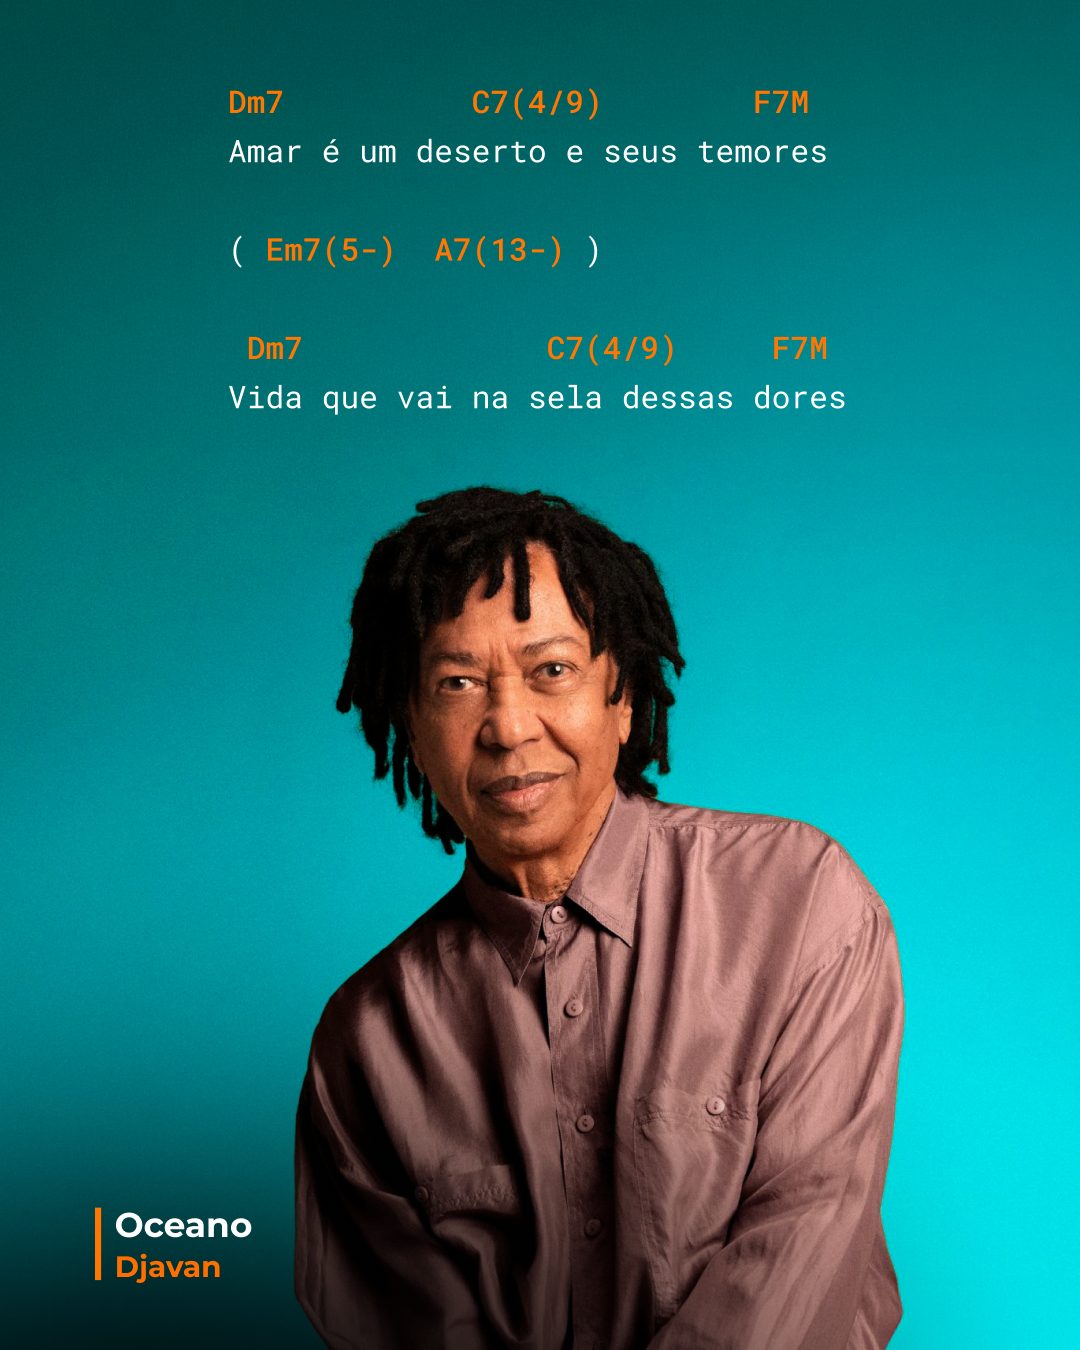 Dm7 C7(4/9) F7M
Amar é um deserto e seus temores
( Em7(5-) A7(13-) )
Dm7 C7(4/9) F7M
Vida que vai na sela dessas dores
Oceano
Djavan